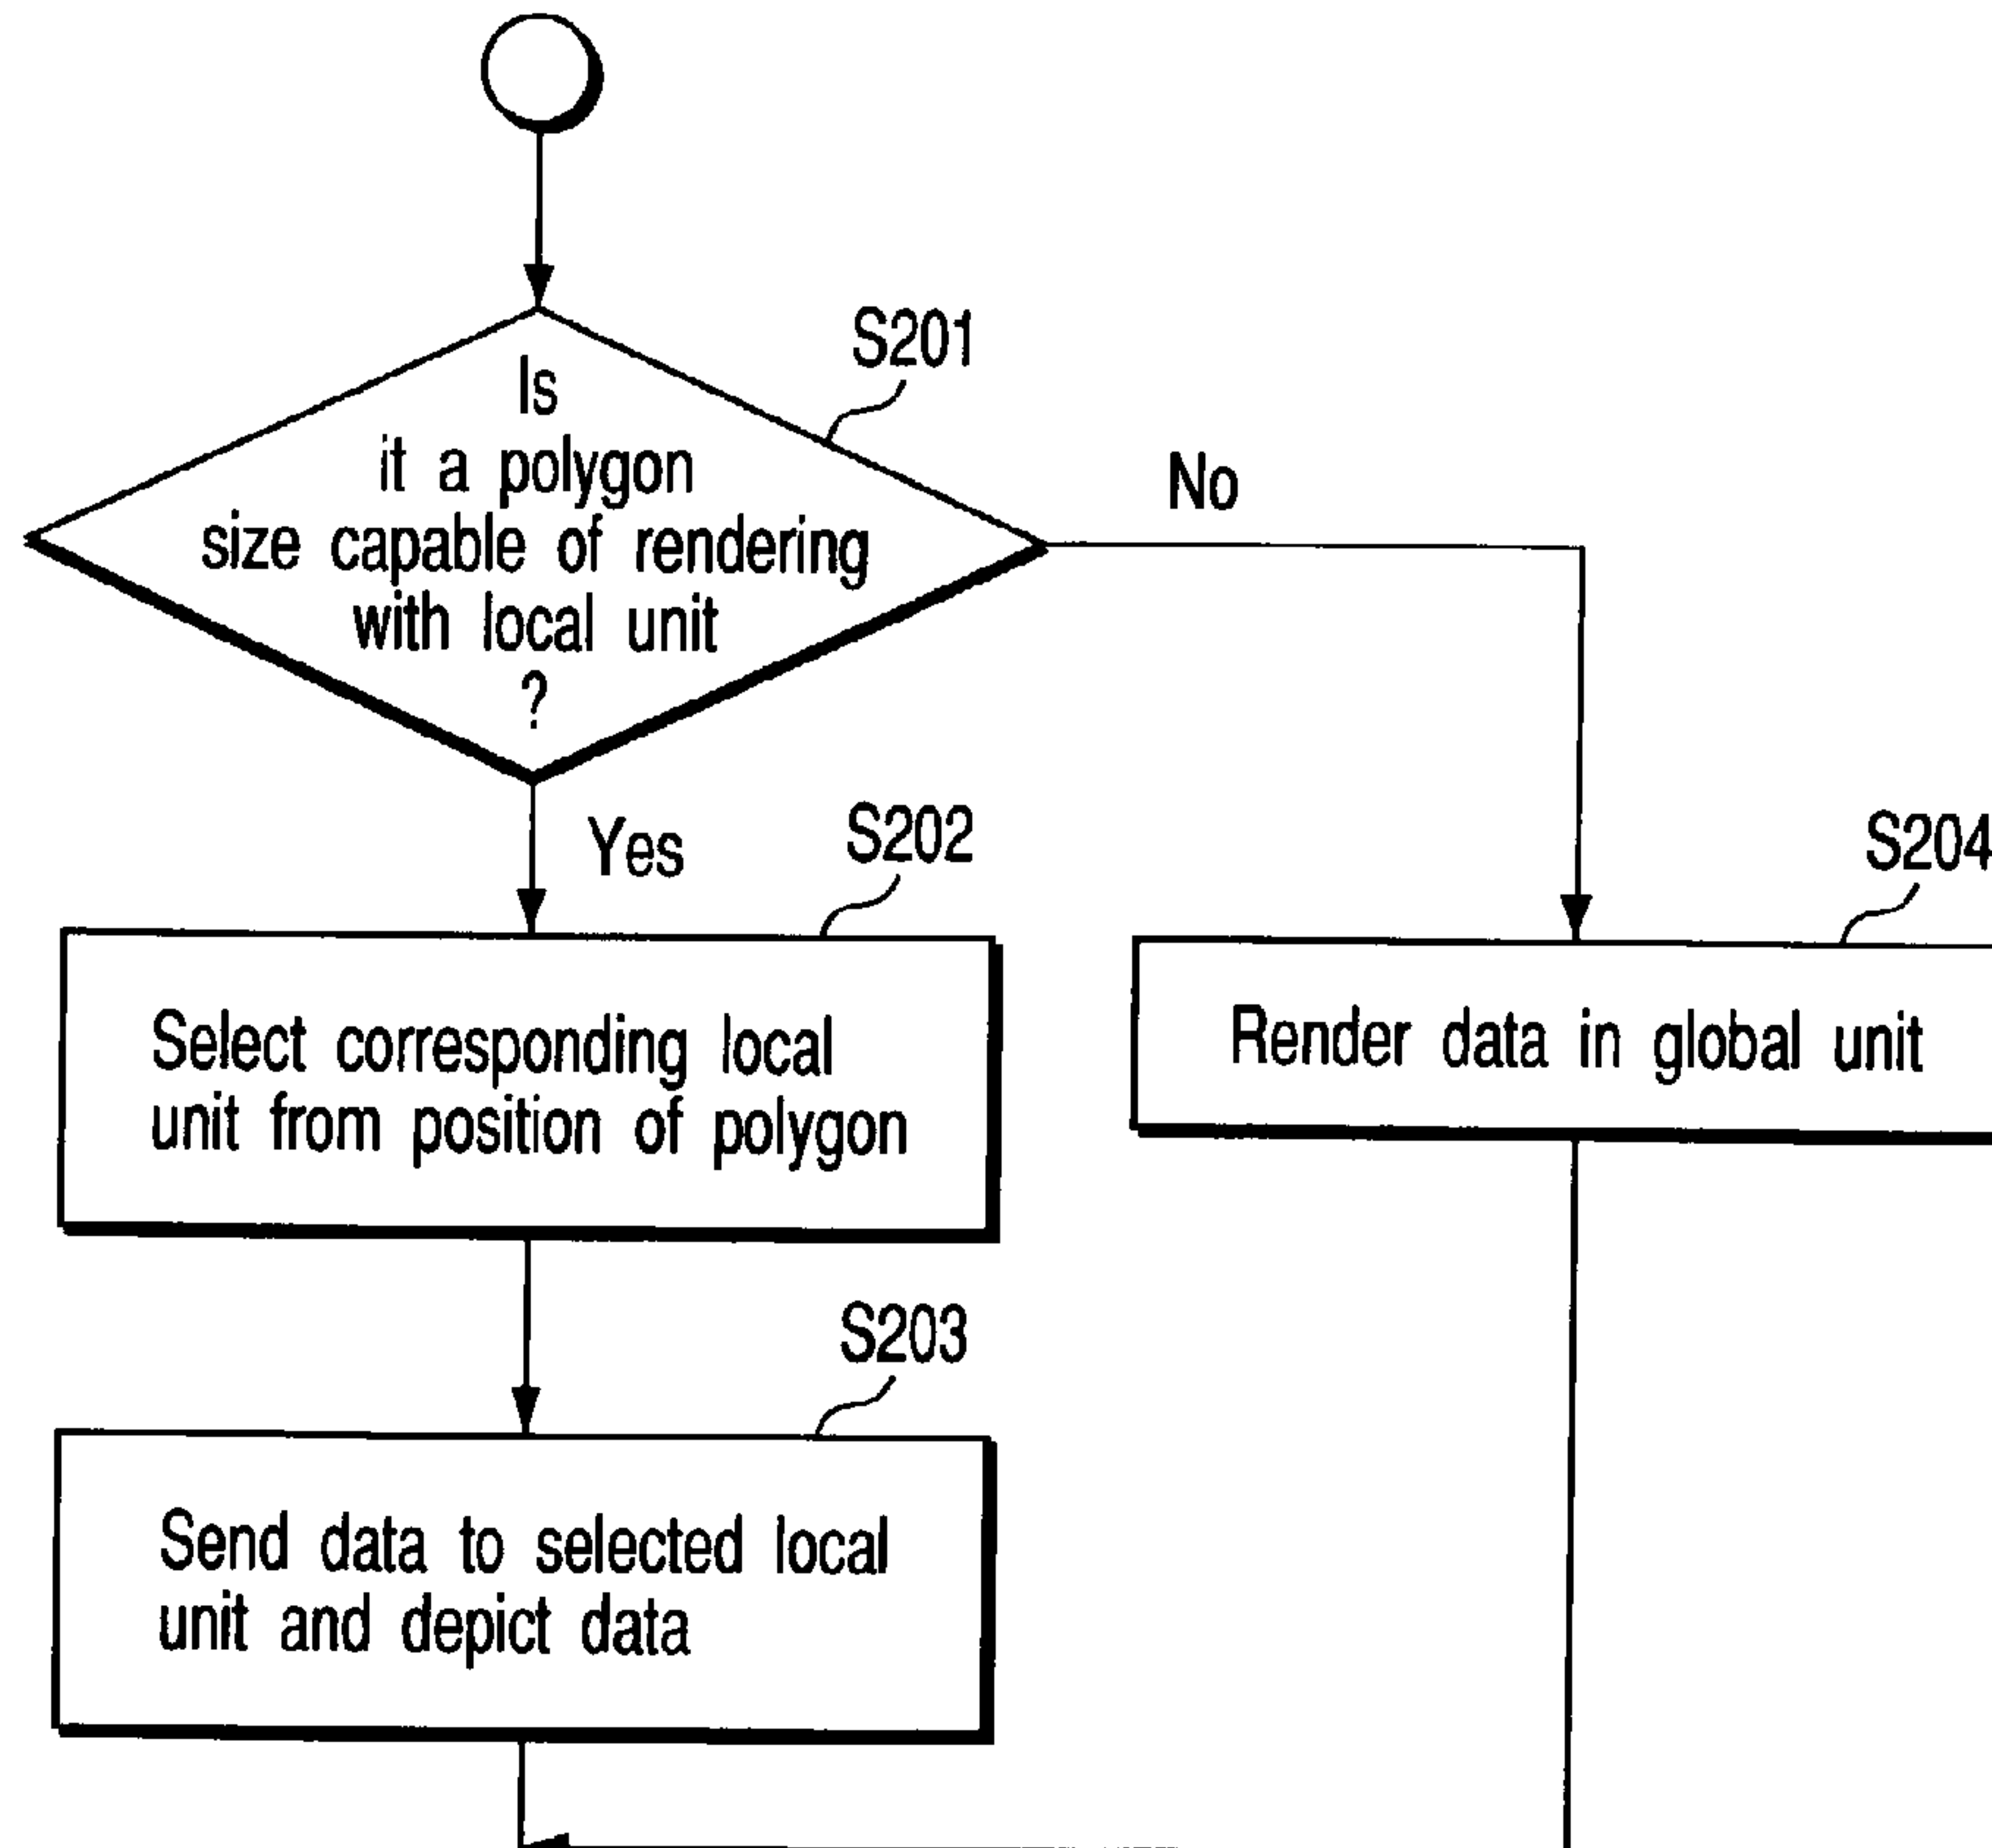 S201
Is
it a polygon
size capable of rendering
with local unit
?
No
Yes
S202
Select corresponding local
unit from position of polygon
S204
Render data in global unit
S203
Send data to selected local
unit and depict data